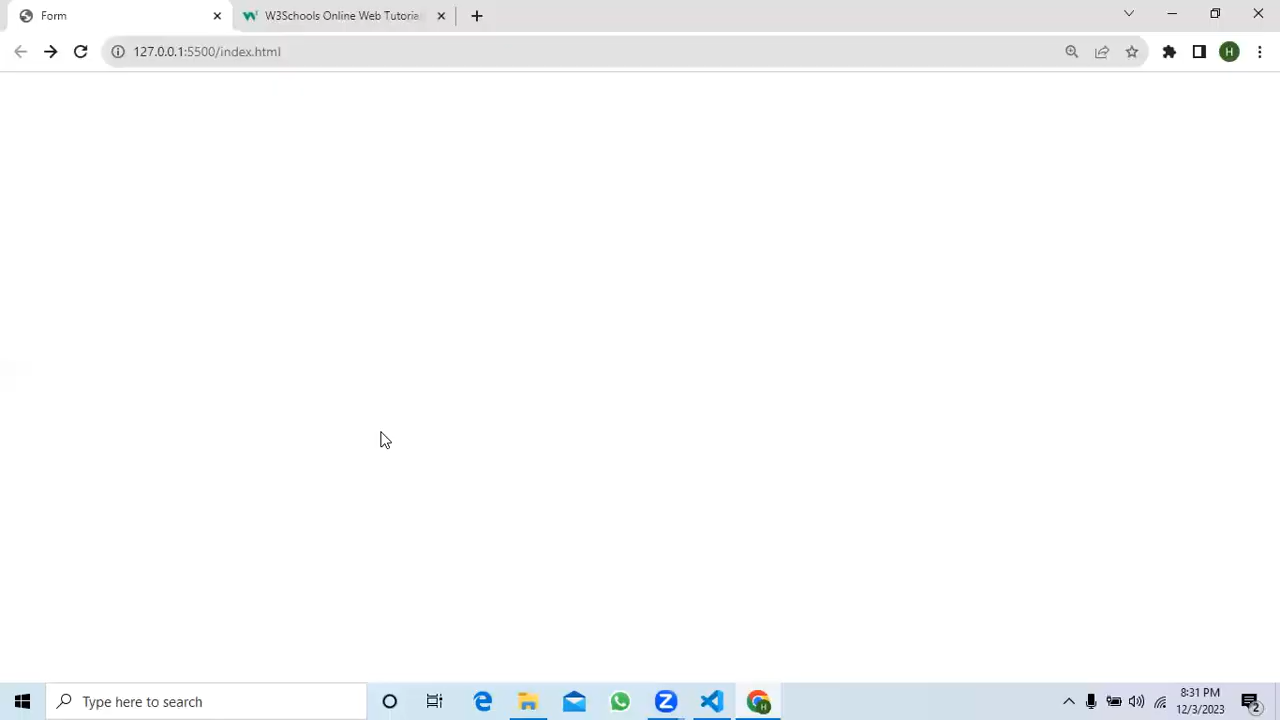 Form
W3Schools Online Web Tutoria
127.0.0.1:5500/index.html
H
Type here to search
8:31 PM
12/3/2023
2